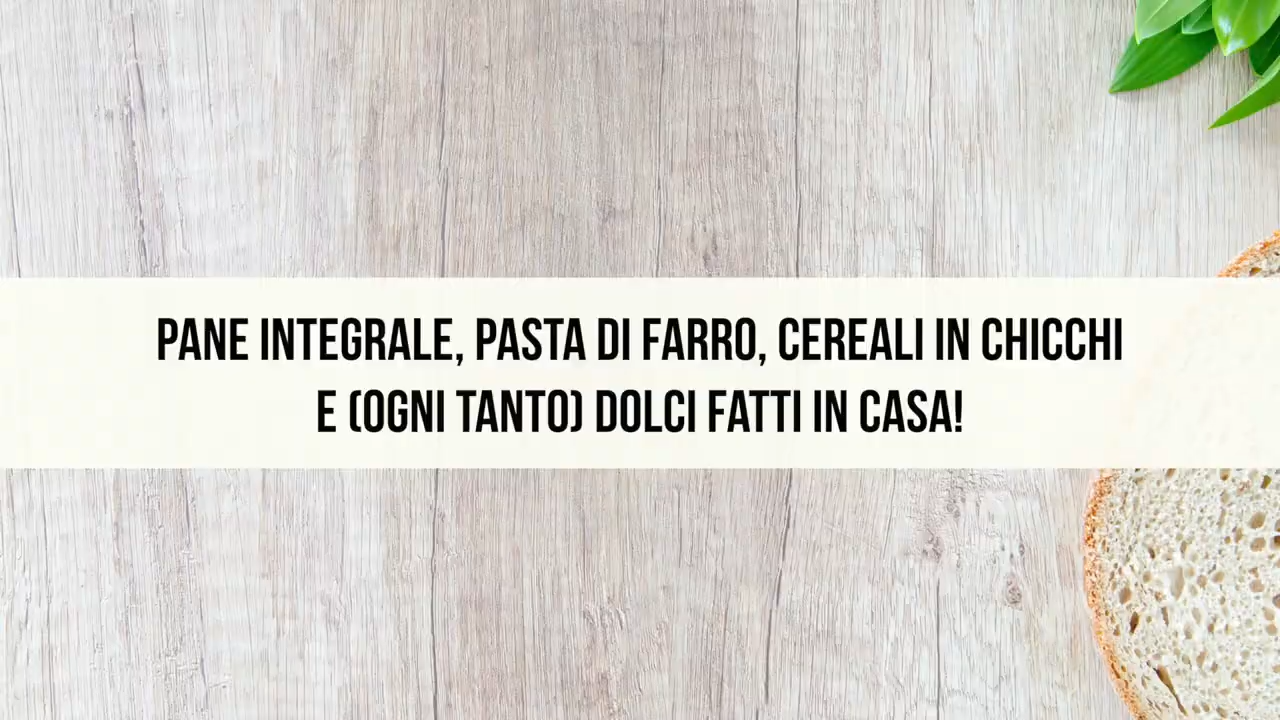 PANE INTEGRALE, PASTA DI FARRO, CEREALI IN CHICCHI
E (OGNI TANTO) DOLCI FATTI IN CASA!